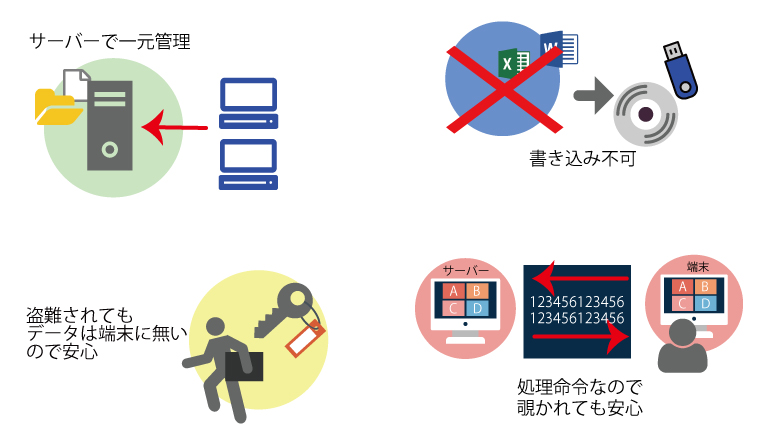 サーバーで一元管理
X
W
書き込み不可
盗難されても
データは端末に無い
ので安心
サーバー
A B
C D
123456123456
123456123456
端末
A B
C D
処理命令なので
覗かれても安心